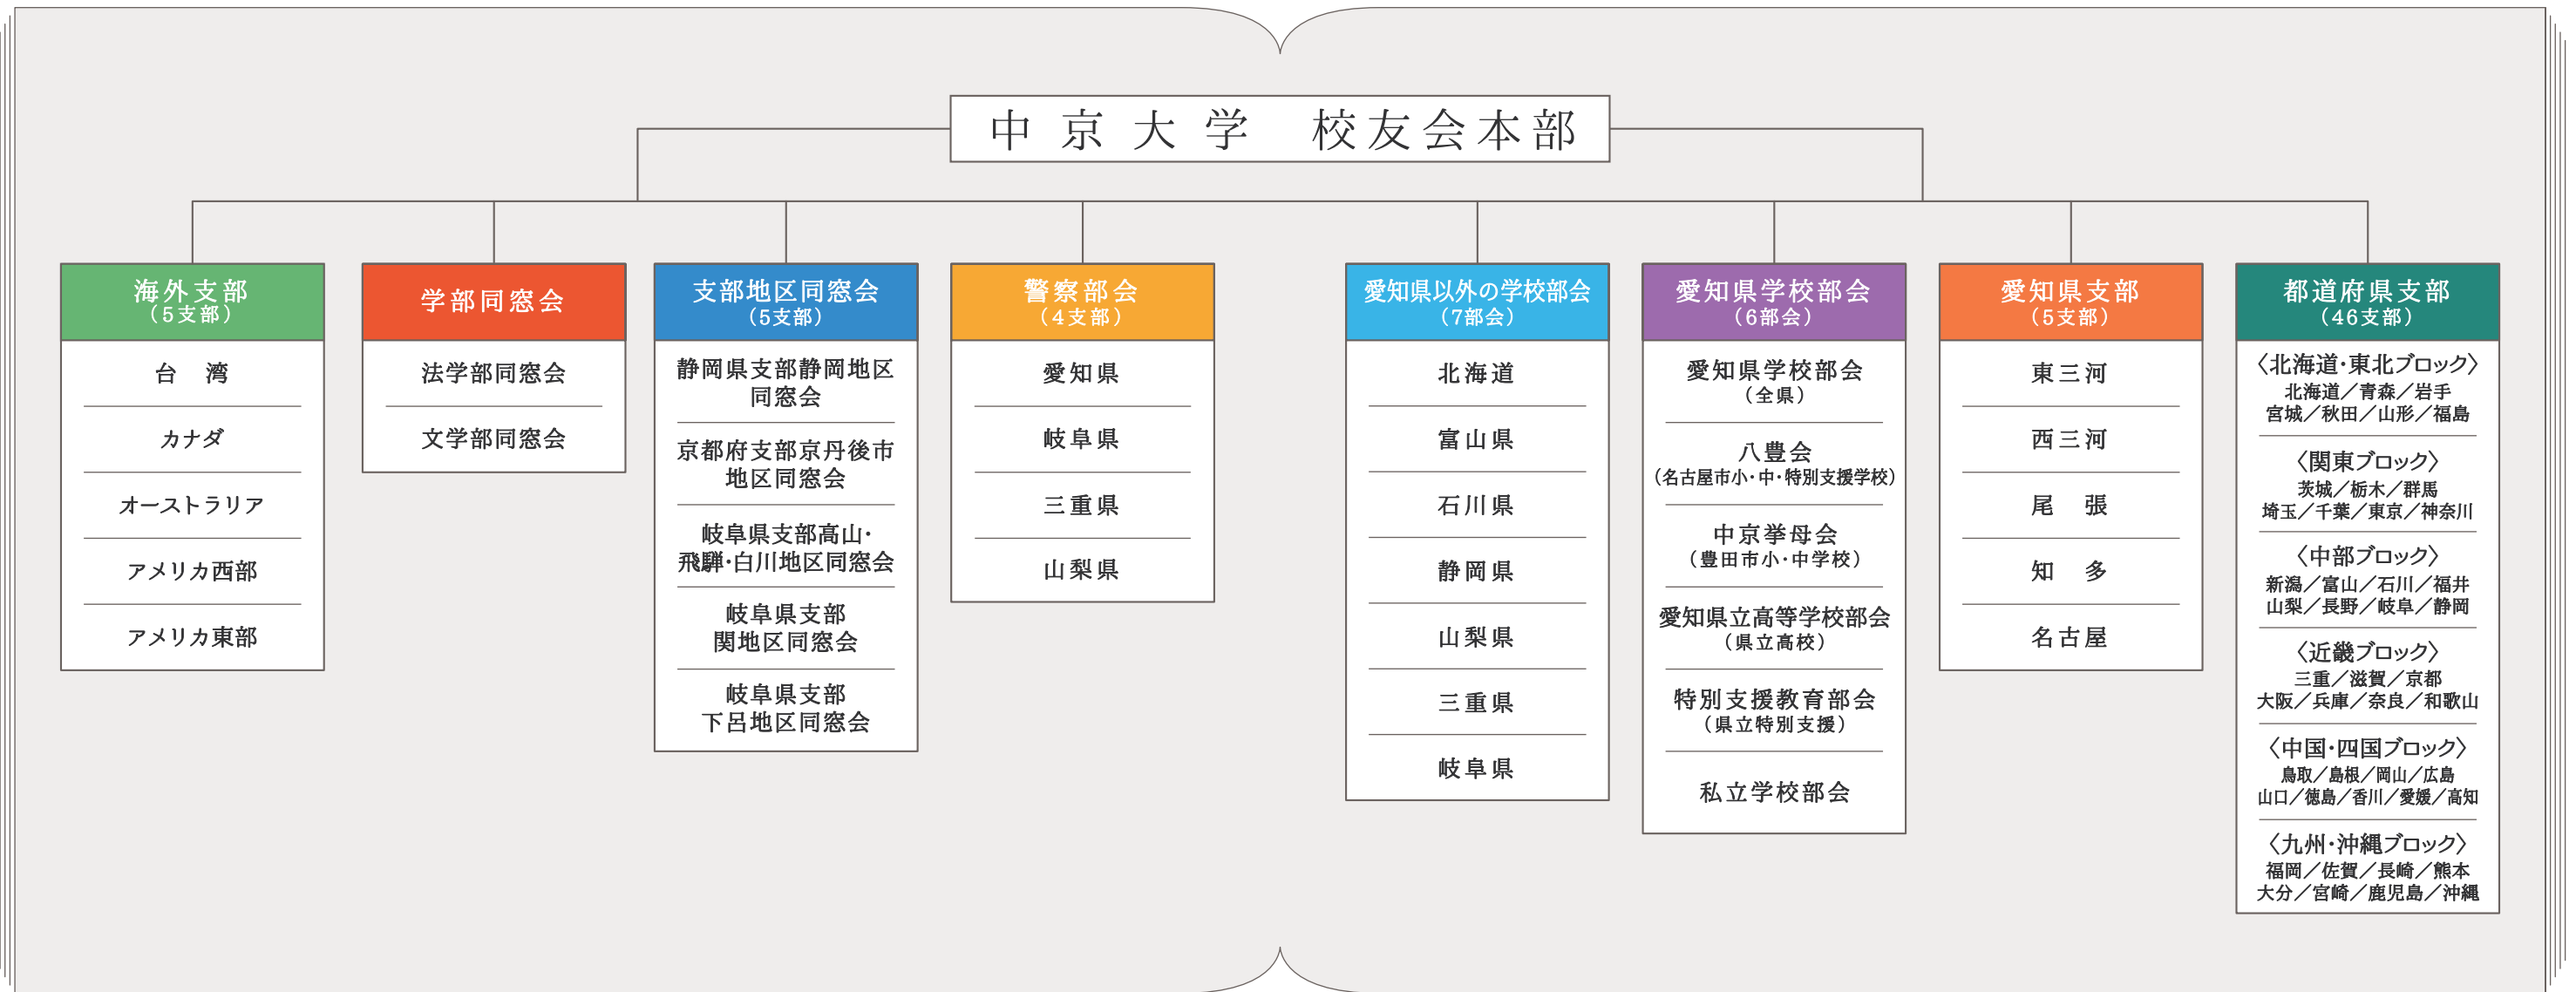 中京大学 校友会本部
海外支部
（5支部）
台 湾
カナダ
オーストラリア
アメリカ西部
アメリカ東部
学部同窓会
法学部同窓会
文学部同窓会
支部地区同窓会
（5支部）
静岡県支部静岡地区
同窓会
京都府支部京丹後市
地区同窓会
岐阜県支部高山・
飛騨・白川地区同窓会
岐阜県支部
関地区同窓会
岐阜県支部
下呂地区同窓会
警察部会
（4支部）
愛知県
岐阜県
三重県
山梨県
愛知県以外の学校部会
（7部会）
北海道
富山県
石川県
静岡県
山梨県
三重県
岐阜県
愛知県学校部会
（6部会）
愛知県学校部会
（全県）
八豊会
（名古屋市小・中・特別支援学校）
中京挙母会
（豊田市小・中学校）
愛知県立高等学校部会
（県立高校）
特別支援教育部会
（県立特別支援）
私立学校部会
愛知県支部
（5支部）
東三河
西三河
尾 張
知 多
名古屋
都道府県支部
（46支部）
〈北海道・東北ブロック〉
北海道／青森／岩手
宮城／秋田／山形／福島
〈関東ブロック〉
茨城／栃木／群馬
埼玉／千葉／東京／神奈川
〈中部ブロック〉
新潟／富山／石川／福井
山梨／長野／岐阜／静岡
〈近畿ブロック〉
三重／滋賀／京都
大阪／兵庫／奈良／和歌山
〈中国・四国ブロック〉
鳥取／島根／岡山／広島
山口／徳島／香川／愛媛／高知
〈九州・沖縄ブロック〉
福岡／佐賀／長崎／熊本
大分／宮崎／鹿児島／沖縄